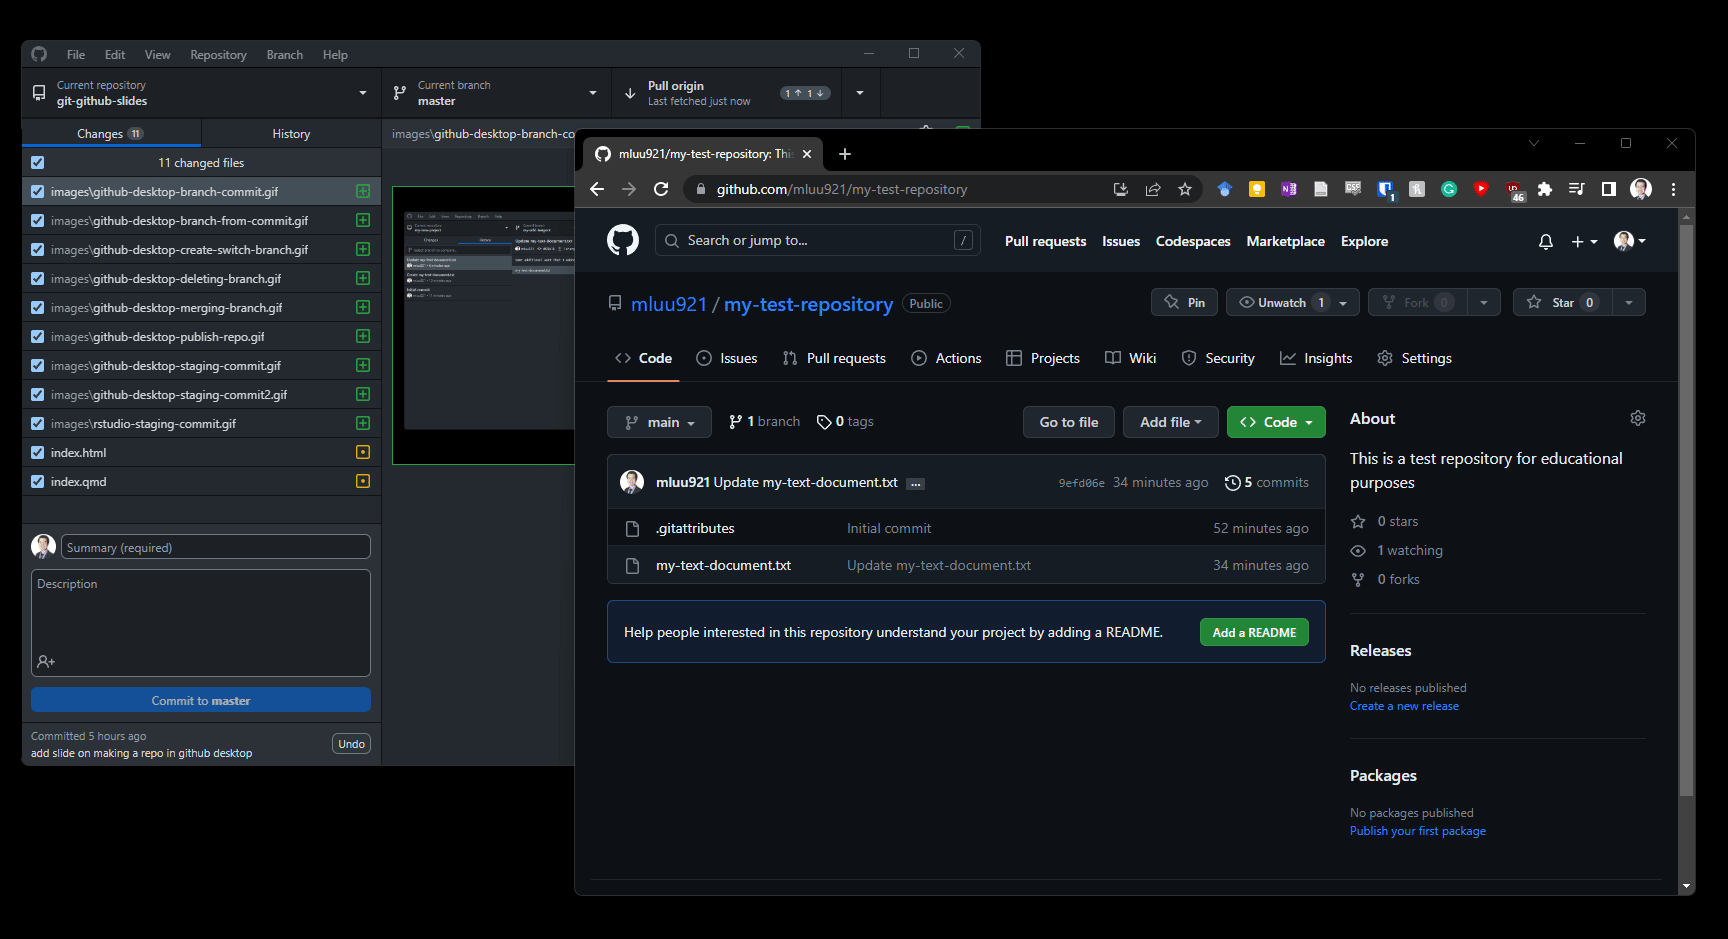 File Edit View Repository Branch Help
Current repository
git-github-slides
Current branch
master
Pull origin
Last fetched just now
1 ↑ 1 ↓
Changes 11
History
11 changed files
images\github-desktop-branch-commit.gif
images\github-desktop-branch-from-commit.gif
images\github-desktop-create-switch-branch.gif
images\github-desktop-deleting-branch.gif
images\github-desktop-merging-branch.gif
images\github-desktop-publish-repo.gif
images\github-desktop-staging-commit.gif
images\github-desktop-staging-commit2.gif
images\rstudio-staging-commit.gif
index.html
index.qmd
Summary (required)
Description
Commit to master
Committed 5 hours ago
add slide on making a repo in github desktop
Undo
images\github-desktop-branch-co
mluu921/my-test-repository: Thi
github.com/mluu921/my-test-repository
1
46
Search or jump to... /
Pull requests Issues Codespaces Marketplace Explore
mluu921 / my-test-repository Public
Pin
Unwatch 1
Fork 0
Star 0
Code Issues Pull requests Actions Projects Wiki Security Insights Settings
main 1 branch 0 tags
Go to file Add file Code
mluu921 Update my-text-document.txt ... 9efd06e 34 minutes ago 5 commits
.gitattributes Initial commit 52 minutes ago
my-text-document.txt Update my-text-document.txt 34 minutes ago
Help people interested in this repository understand your project by adding a README. Add a README
About
This is a test repository for educational
purposes
0 stars
1 watching
0 forks
Releases
No releases published
Create a new release
Packages
No packages published
Publish your first package